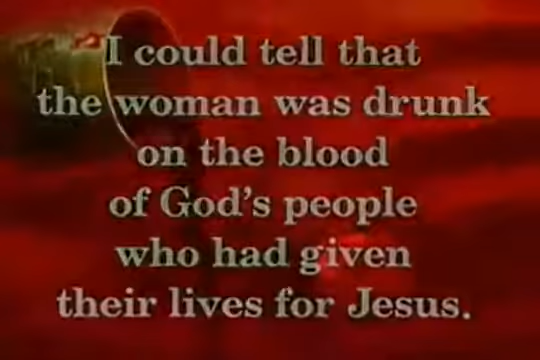 I could tell that
the woman was drunk
on the blood
of God's people
who had given
their lives for Jesus.